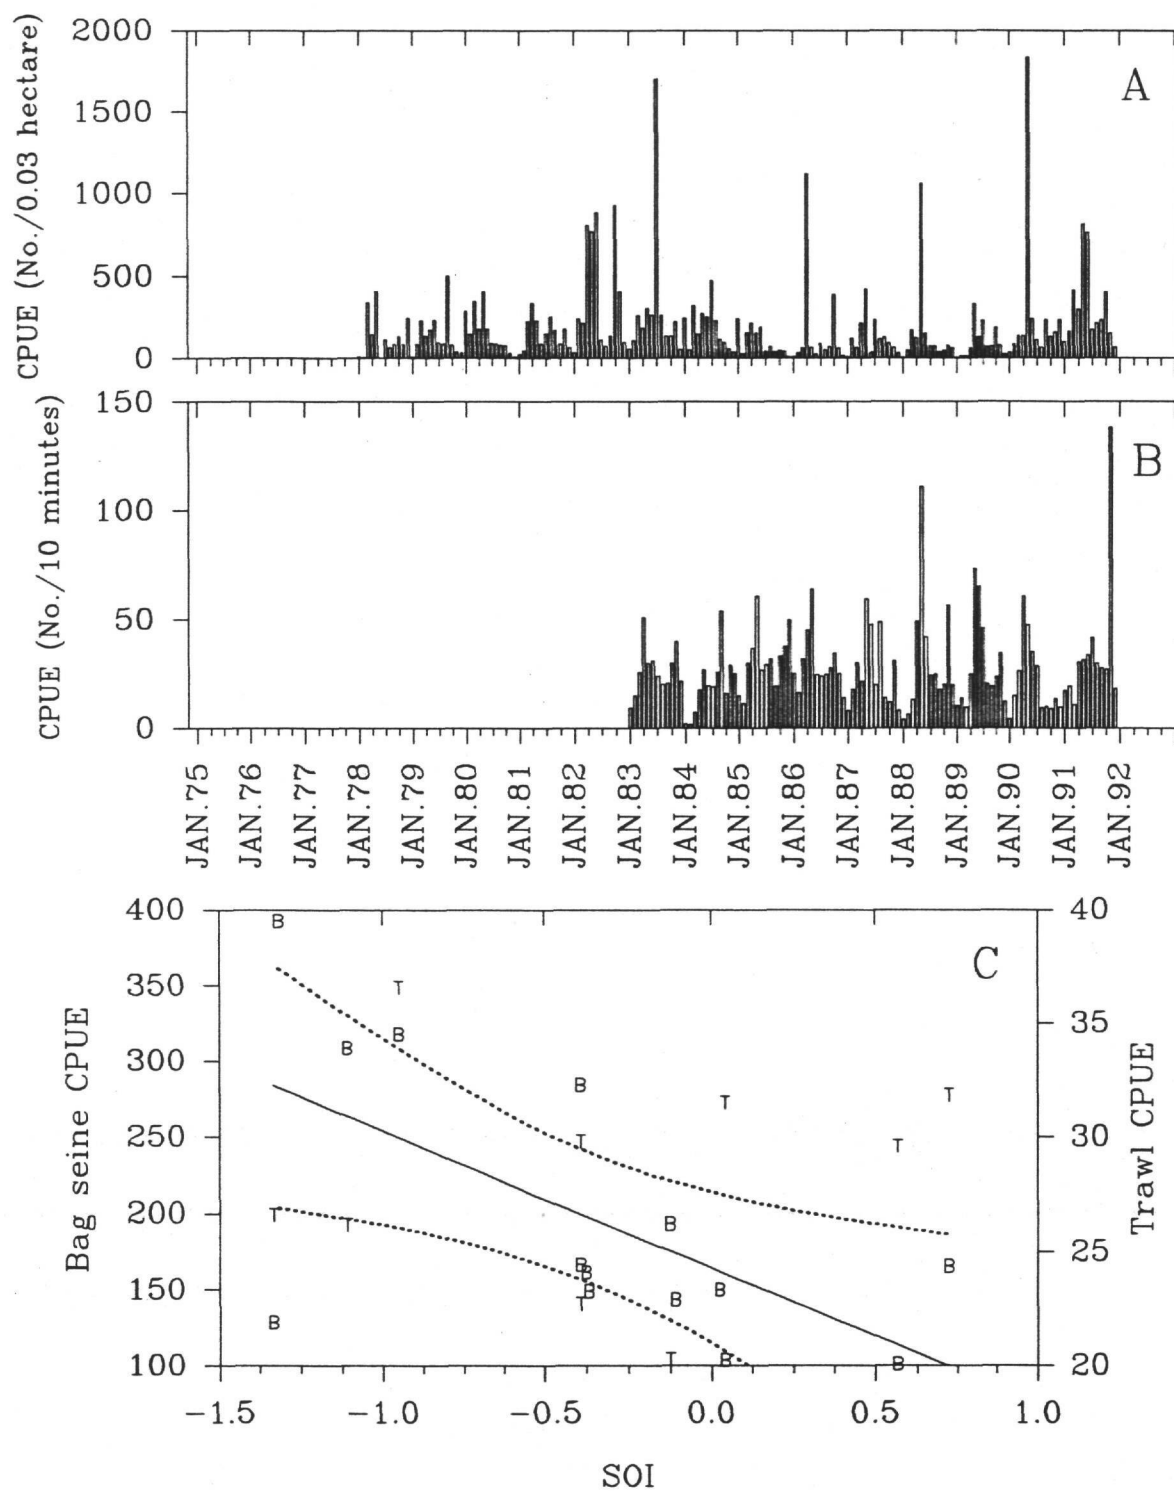 CPUE (No./0.03 hectare)
2000
1500
1000
500
0
A
CPUE (No./10 minutes)
150
100
50
0
B
JAN.75
JAN.76
JAN.77
JAN.78
JAN.79
JAN.80
JAN.81
JAN.82
JAN.83
JAN.84
JAN.85
JAN.86
JAN.87
JAN.88
JAN.89
JAN.90
JAN.91
JAN.92
Bag seine CPUE
400
350
300
250
200
150
100
C
B
T
B
B
B
T
T
T
T
T
T
B
B
B
B
B
T
B
B
B
B
T
B
B
40
35
30
25
20
Trawl CPUE
-1.5
-1.0
-0.5
0.0
0.5
1.0
SOI